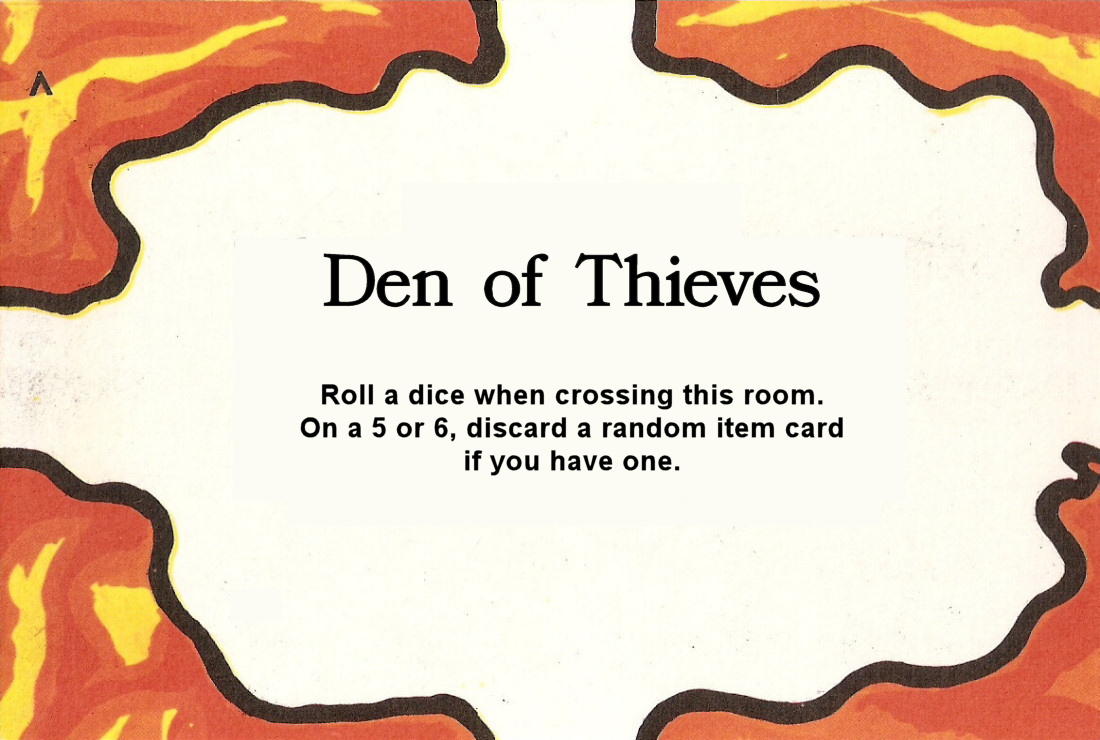 Den of Thieves
Roll a dice when crossing this room.
On a 5 or 6, discard a random item card
if you have one.